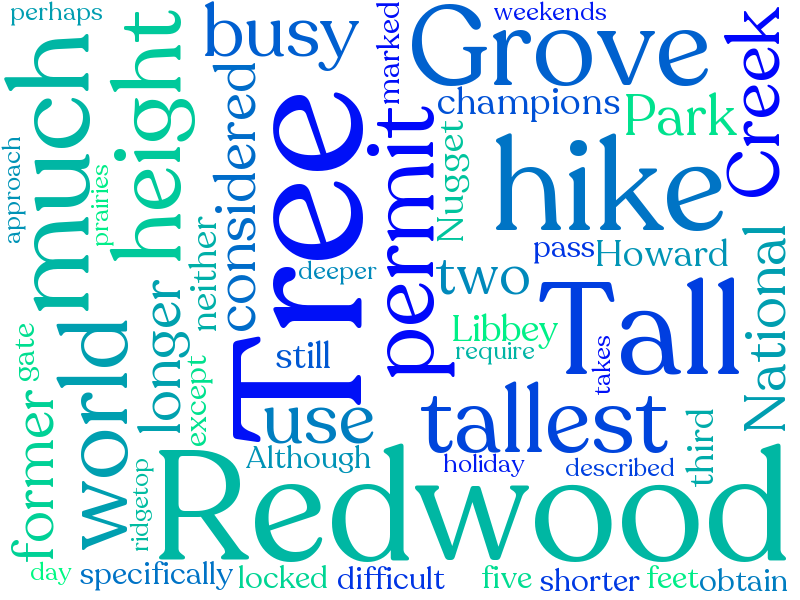 perhaps
busy
marked
Grove
weekends
Creek
much
height
considered
Tree
permit
champions
Park
approach
prairies
neither
Nugget
hike
deeper
two
pass
Howard
National
gate
longer
still
Libbey
require
Tall
takes
former
world
except
use
tallest
third
Although
holiday
described
ridgetop
Redwood
day
specifically
locked
difficult
five
shorter
feet
obtain